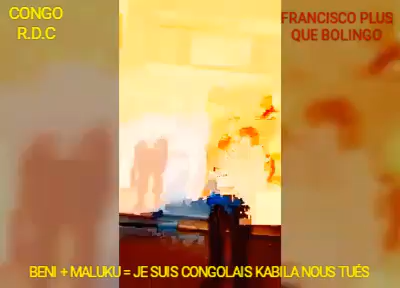 CONGO
R.D.C
FRANCISCO PLUS
QUE BOLINGO
BENI + MALUKU = JE SUIS CONGOLAIS KABILA NOUS TUÉS